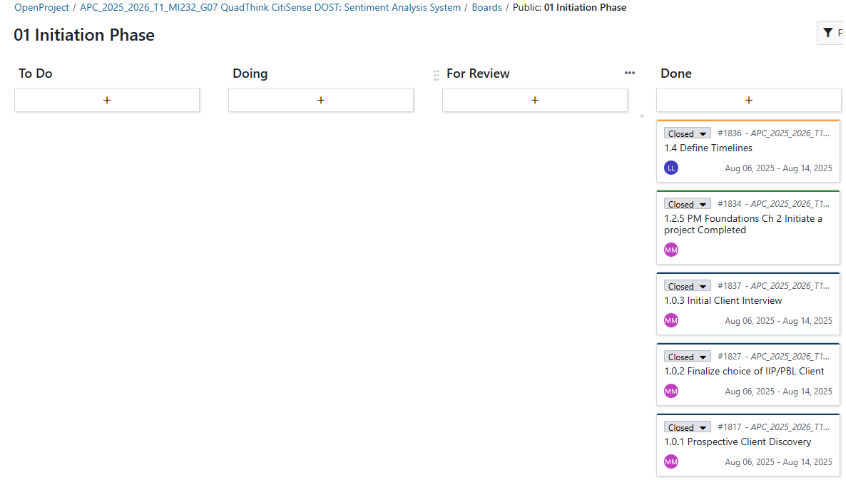 OpenProject / APC_2025_2026_T1_MI232_G07 QuadThink CitiSense DOST: Sentiment Analysis System / Boards / Public: 01 Initiation Phase
01 Initiation Phase
To Do
+
Doing
+
For Review
+
Done
+
Closed #1836 - APC_2025_2026_T1...
1.4 Define Timelines
LL Aug 06, 2025 - Aug 14, 2025
Closed #1834 - APC_2025_2026_T1...
1.2.5 PM Foundations Ch 2 Initiate a
project Completed
MM
Closed #1837 - APC_2025_2026_T1...
1.0.3 Initial Client Interview
MM Aug 06, 2025 - Aug 14, 2025
Closed #1827 - APC_2025_2026_T1...
1.0.2 Finalize choice of IIP/PBL Client
MM Aug 06, 2025 - Aug 14, 2025
Closed #1817 - APC_2025_2026_T1...
1.0.1 Prospective Client Discovery
MM Aug 06, 2025 - Aug 14, 2025